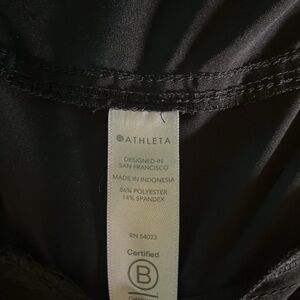 ATHLETA
DESIGNED IN
SAN FRANCISCO
MADE IN INDONESIA
86% POLYESTER
14% SPANDEX
RN 54023
Certified
B